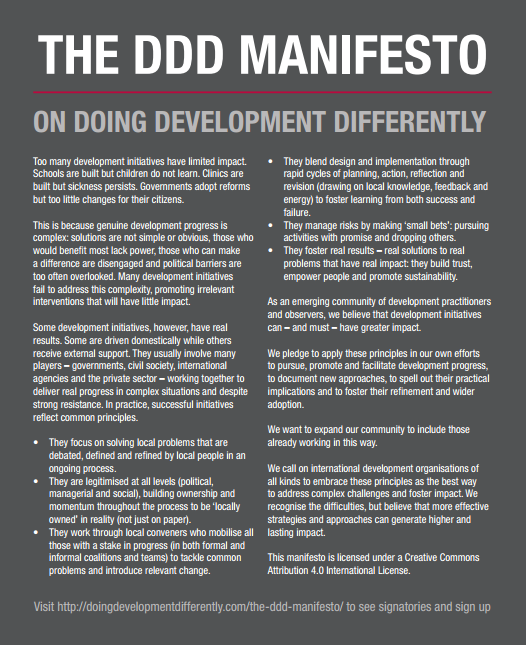 THE DDD MANIFESTO
ON DOING DEVELOPMENT DIFFERENTLY
Too many development initiatives have limited impact.
Schools are built but children do not learn. Clinics are
built but sickness persists. Governments adopt reforms
but too little changes for their citizens.
This is because genuine development progress is
complex: solutions are not simple or obvious, those who
would benefit most lack power, those who can make
a difference are disengaged and political barriers are
too often overlooked. Many development initiatives
fail to address this complexity, promoting irrelevant
interventions that will have little impact.
Some development initiatives, however, have real
results. Some are driven domestically while others
receive external support. They usually involve many
players – governments, civil society, international
agencies and the private sector – working together to
deliver real progress in complex situations and despite
strong resistance. In practice, successful initiatives
reflect common principles.
• They focus on solving local problems that are
debated, defined and refined by local people in an
ongoing process.
• They are legitimised at all levels (political,
managerial and social), building ownership and
momentum throughout the process to be ‘locally
owned’ in reality (not just on paper).
• They work through local conveners who mobilise all
those with a stake in progress (in both formal and
informal coalitions and teams) to tackle common
problems and introduce relevant change.
• They blend design and implementation through
rapid cycles of planning, action, reflection and
revision (drawing on local knowledge, feedback and
energy) to foster learning from both success and
failure.
• They manage risks by making ‘small bets’: pursuing
activities with promise and dropping others.
• They foster real results – real solutions to real
problems that have real impact: they build trust,
empower people and promote sustainability.
As an emerging community of development practitioners
and observers, we believe that development initiatives
can – and must – have greater impact.
We pledge to apply these principles in our own efforts
to pursue, promote and facilitate development progress,
to document new approaches, to spell out their practical
implications and to foster their refinement and wider
adoption.
We want to expand our community to include those
already working in this way.
We call on international development organisations of
all kinds to embrace these principles as the best way
to address complex challenges and foster impact. We
recognise the difficulties, but believe that more effective
strategies and approaches can generate higher and
lasting impact.
This manifesto is licensed under a Creative Commons
Attribution 4.0 International License.
Visit http://doingdevelopmentdifferently.com/the-ddd-manifesto/ to see signatories and sign up